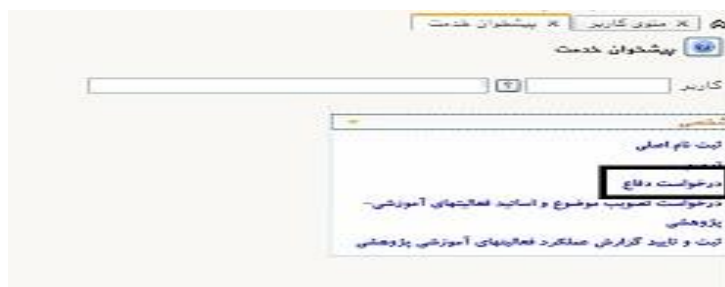 منوی کاربر × پیشخوان خدمت ×
پیشخوان خدمت
کاربر ?
شخصی
ثبت نام اصلی
درخواست دفاع
درخواست تصویب موضوع و اساتید فعالیتهای آموزشی-
پژوهشی
ثبت و تایید گزارش عملکرد فعالیتهای آموزشی پژوهشی